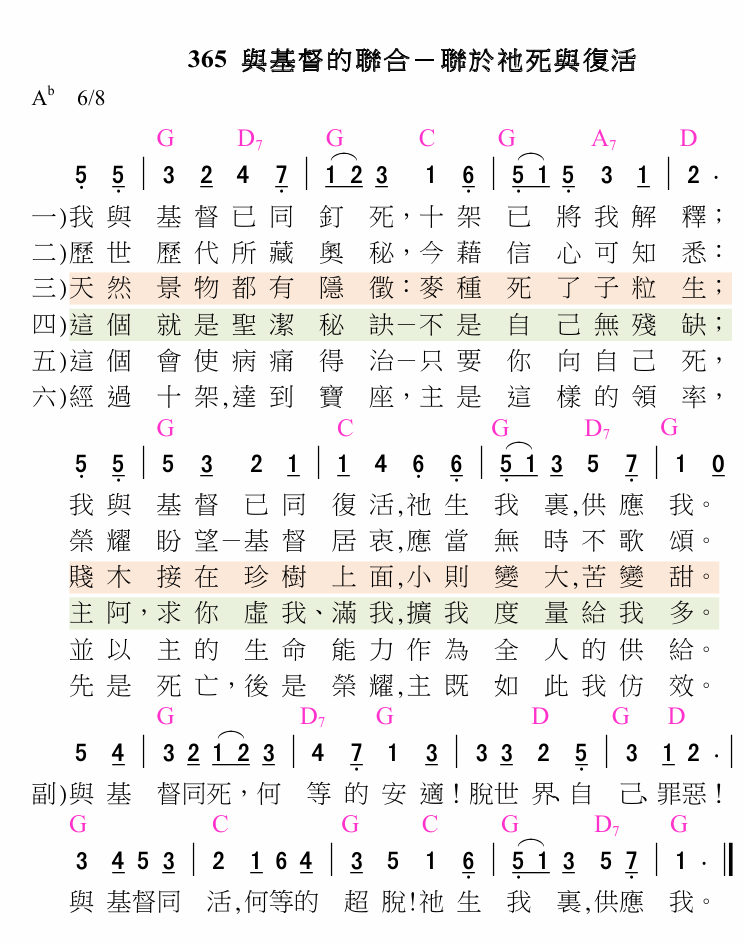 365 與基督的聯合－聯於祂死與復活
A♭ 6/8
G D7 G C G A7 D
5 5 | 3 2 4 7 | 1 2 3 1 6 | 5 1 5 3 1 | 2 .
一)我與 基督已同釘 死，十架已將我解釋；
二)歷世 歷代所藏奧秘，今藉信心可知悉：
三)天然 景物都有隱徵：麥種死了子粒生；
四)這個 就是聖潔秘訣－不是自己無殘缺；
五)這個 會使病痛得治－只要你向自己死，
六)經過 十架,達到寶座，主是這樣的領率，
G C G D7 G
5 5 | 5 3 2 1 | 1 4 6 6 | 5 1 3 5 7 | 1 0
我與 基督已同復活,祂生我裏,供應我。
榮耀 盼望－基督居衷,應當無時不歌頌。
賤木 接在珍樹上面,小則變大,苦變甜。
主阿，求你虛我、滿我,擴我度量給我多。
並以 主的生命能力作為全人的供給。
先是 死亡，後是榮耀,主既如此我仿效。
G D7 G D G D
5 4 | 3 2 1 2 3 | 4 7 1 3 | 3 3 2 5 | 3 1 2 . |
副)與基 督同死，何 等的安適！脫世界、自 己、罪惡！
G C G C G D7 G
3 4 5 3 | 2 1 6 4 | 3 5 1 6 | 5 1 3 5 7 | 1 . ‖
與基督同 活,何等的 超脫!祂生 我裏,供應 我。